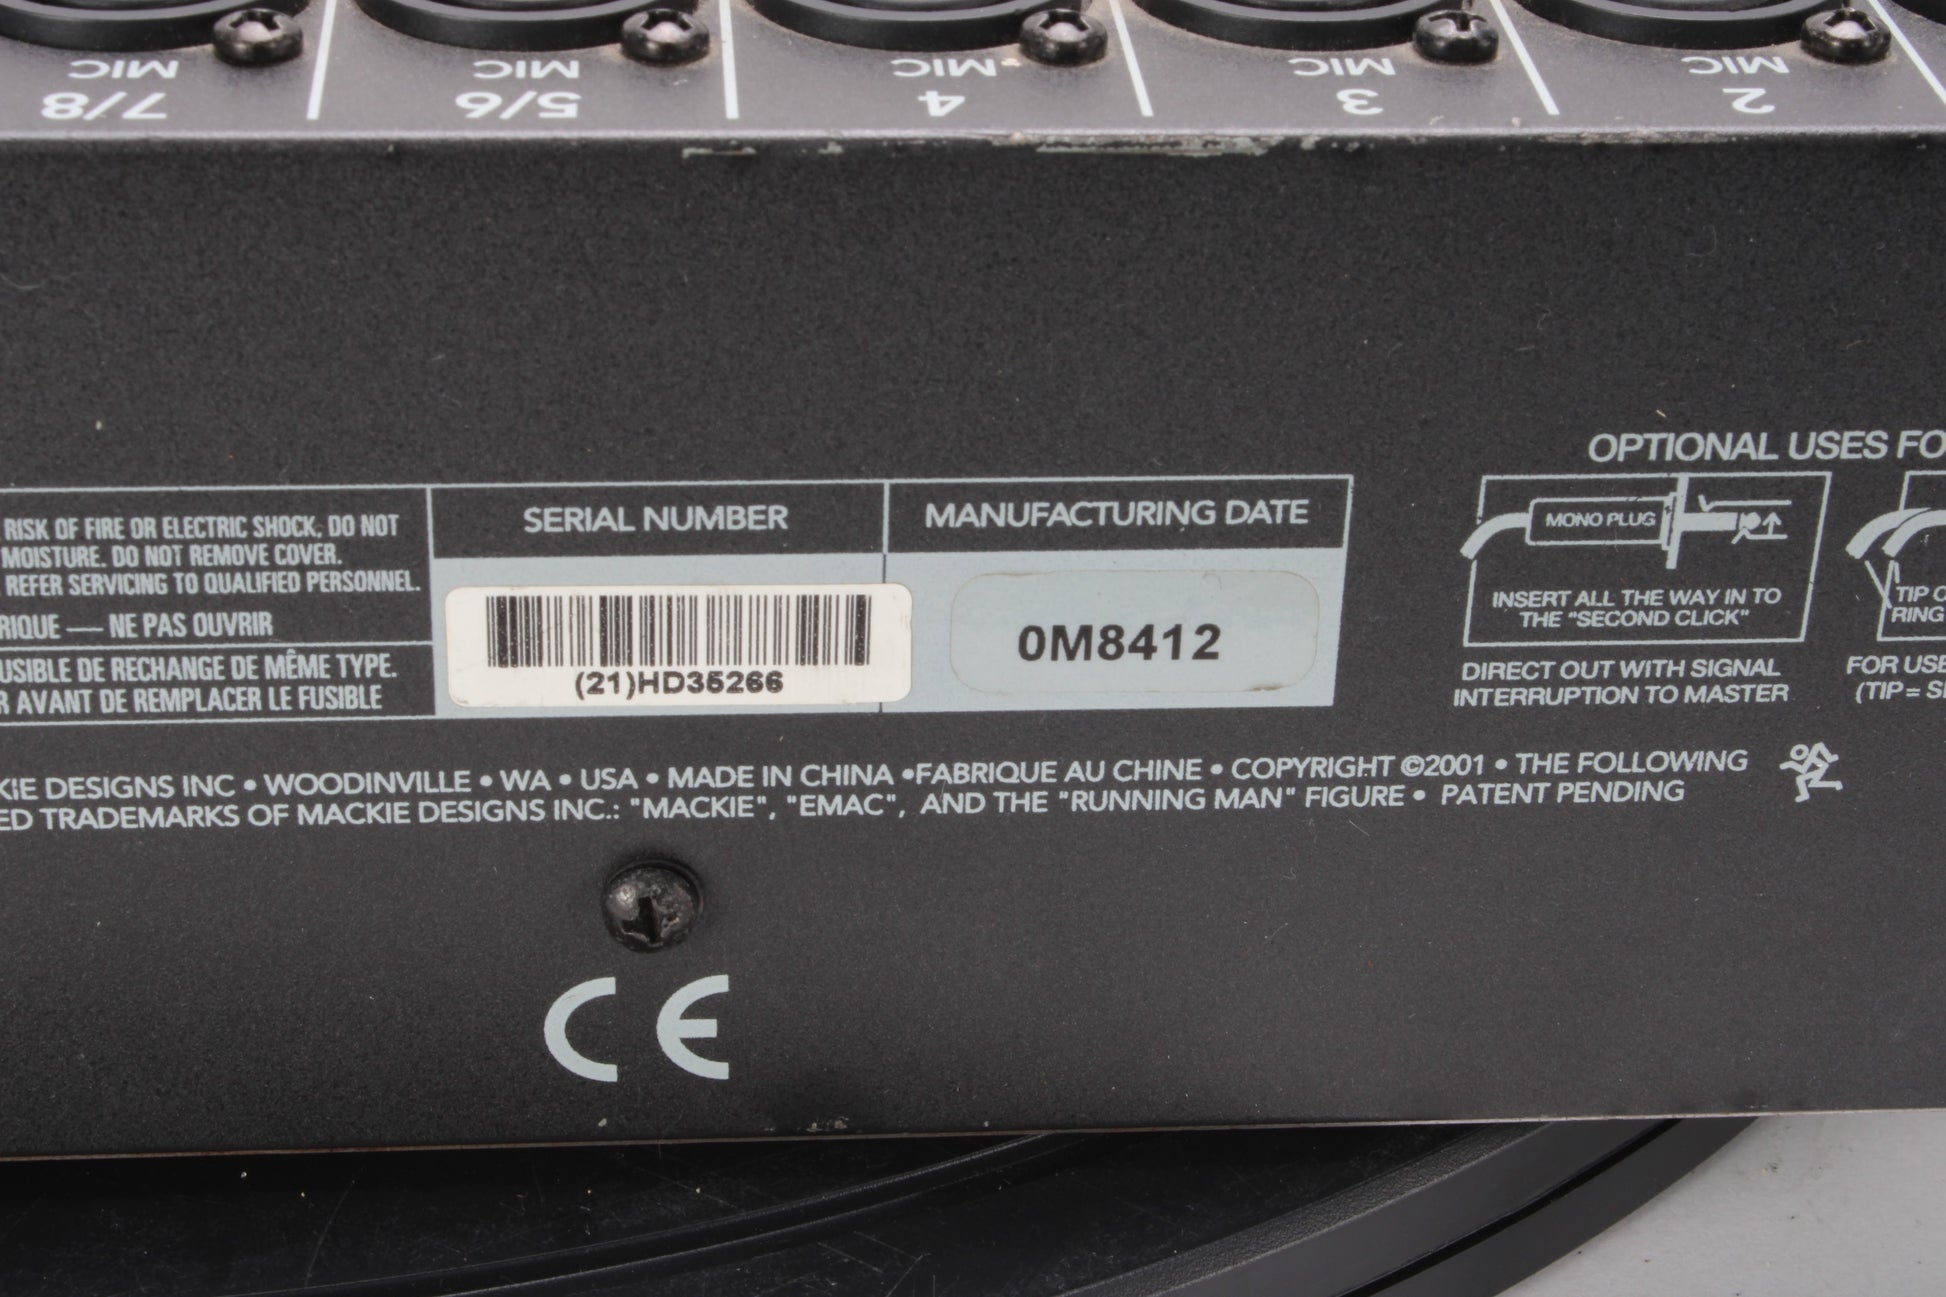 MIC MIC MIC MIC MIC
7/8 5/6 4 3 2
OPTIONAL USES FO
RISK OF FIRE OR ELECTRIC SHOCK, DO NOT
MOISTURE. DO NOT REMOVE COVER.
REFER SERVICING TO QUALIFIED PERSONNEL.
RIQUE — NE PAS OUVRIR
USIBLE DE RECHANGE DE MÊME TYPE.
R AVANT DE REMPLACER LE FUSIBLE
SERIAL NUMBER
(21)HD35266
MANUFACTURING DATE
0M8412
MONO PLUG
INSERT ALL THE WAY IN TO
THE "SECOND CLICK"
DIRECT OUT WITH SIGNAL
INTERRUPTION TO MASTER
TIP O
RING
FOR USE
(TIP = S
KIE DESIGNS INC • WOODINVILLE • WA • USA • MADE IN CHINA •FABRIQUE AU CHINE • COPYRIGHT ©2001 • THE FOLLOWING
ED TRADEMARKS OF MACKIE DESIGNS INC.: "MACKIE", "EMAC", AND THE "RUNNING MAN" FIGURE • PATENT PENDING
CE